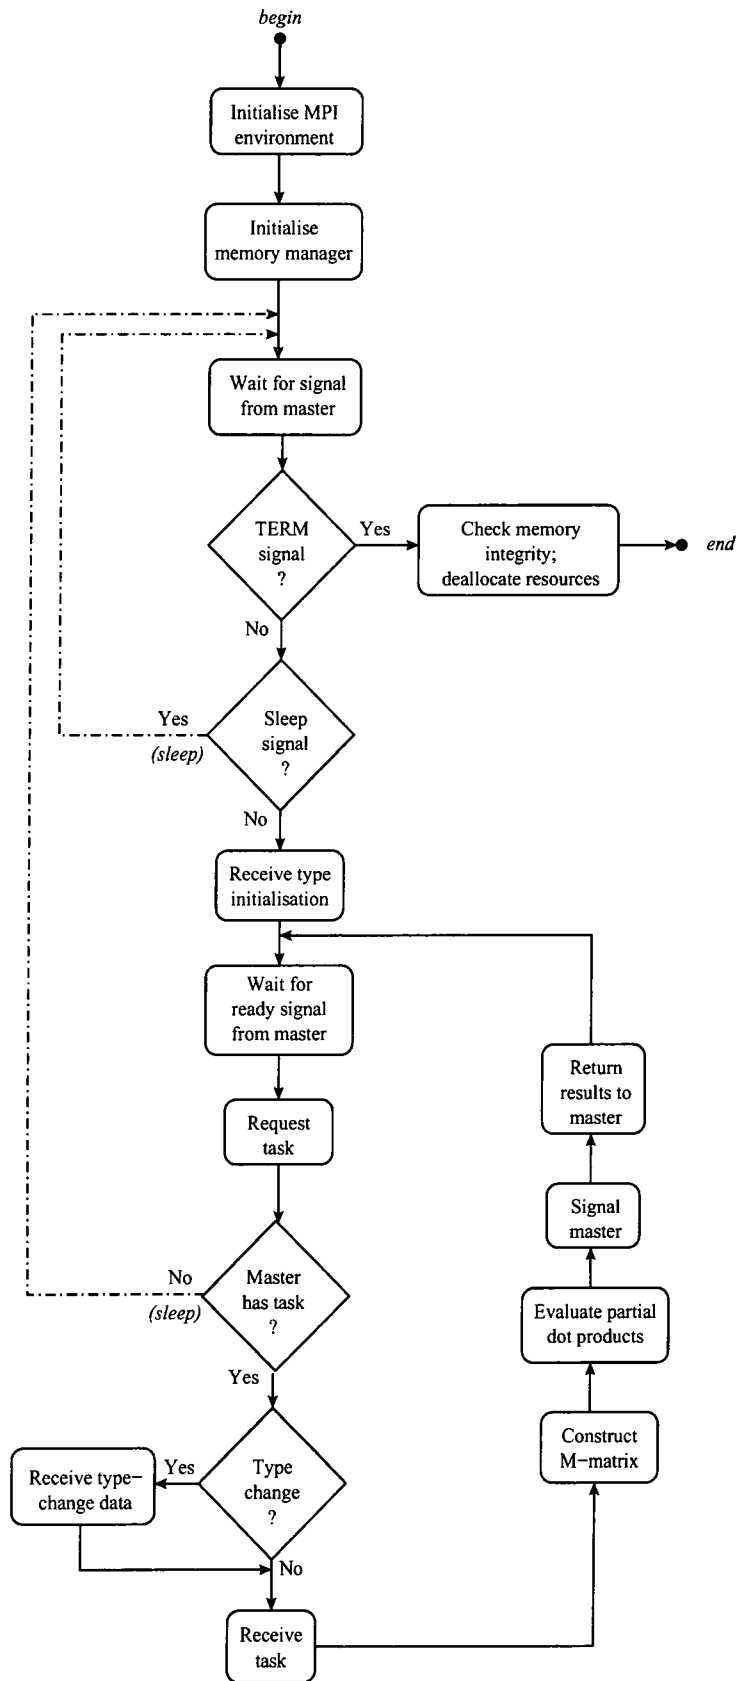 begin
Initialise MPI
environment
Initialise
memory manager
Wait for signal
from master
TERM
signal
?
Yes
Check memory
integrity;
deallocate resources
end
No
Sleep
signal
?
Yes
(sleep)
No
Receive type
initialisation
Wait for
ready signal
from master
Request
task
Master
has task
?
No
(sleep)
Yes
Type
change
?
Yes
Receive type−
change data
No
Receive
task
Construct
M−matrix
Evaluate partial
dot products
Signal
master
Return
results to
master